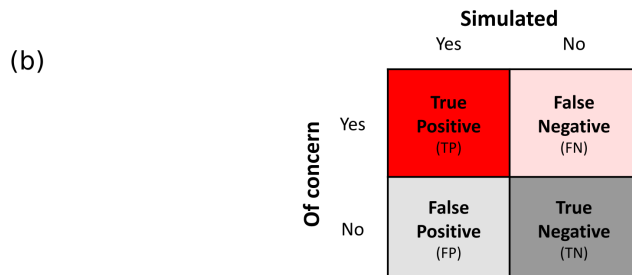 Simulated
Yes No
(b)
Of concern
Yes
True
Positive
(TP)
False
Negative
(FN)
No
False
Positive
(FP)
True
Negative
(TN)